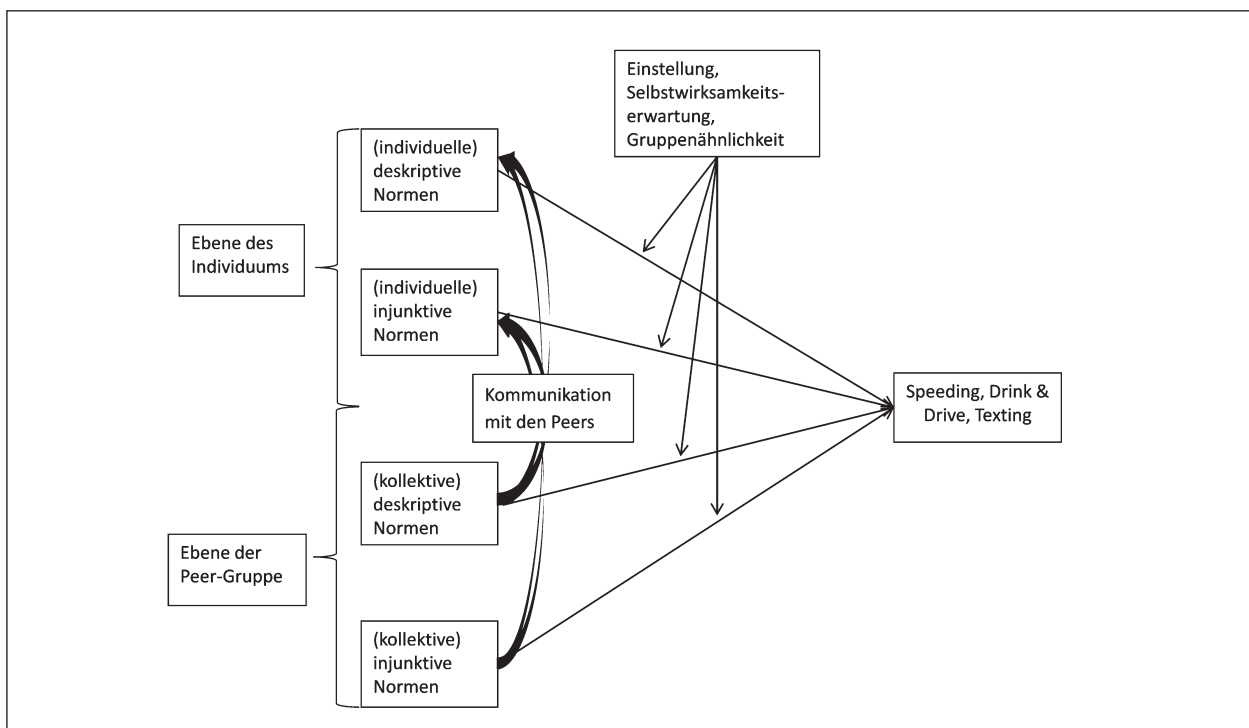 Einstellung,
Selbstwirksamkeits-
erwartung,
Gruppenähnlichkeit
(individuelle)
deskriptive
Normen
Ebene des
Individuums
(individuelle)
injunktive
Normen
Kommunikation
mit den Peers
Speeding, Drink &
Drive, Texting
(kollektive)
deskriptive
Normen
Ebene der
Peer-Gruppe
(kollektive)
injunktive
Normen